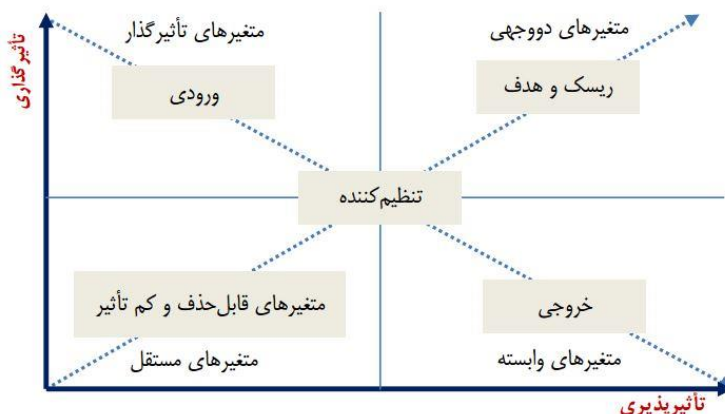 متغیرهای دووجهی
متغیرهای تأثیرگذار
تأثیرگذاری
ریسک و هدف
ورودی
تنظیم‌کننده
خروجی
متغیرهای قابل‌حذف و کم تأثیر
متغیرهای وابسته
متغیرهای مستقل
تأثیرپذیری